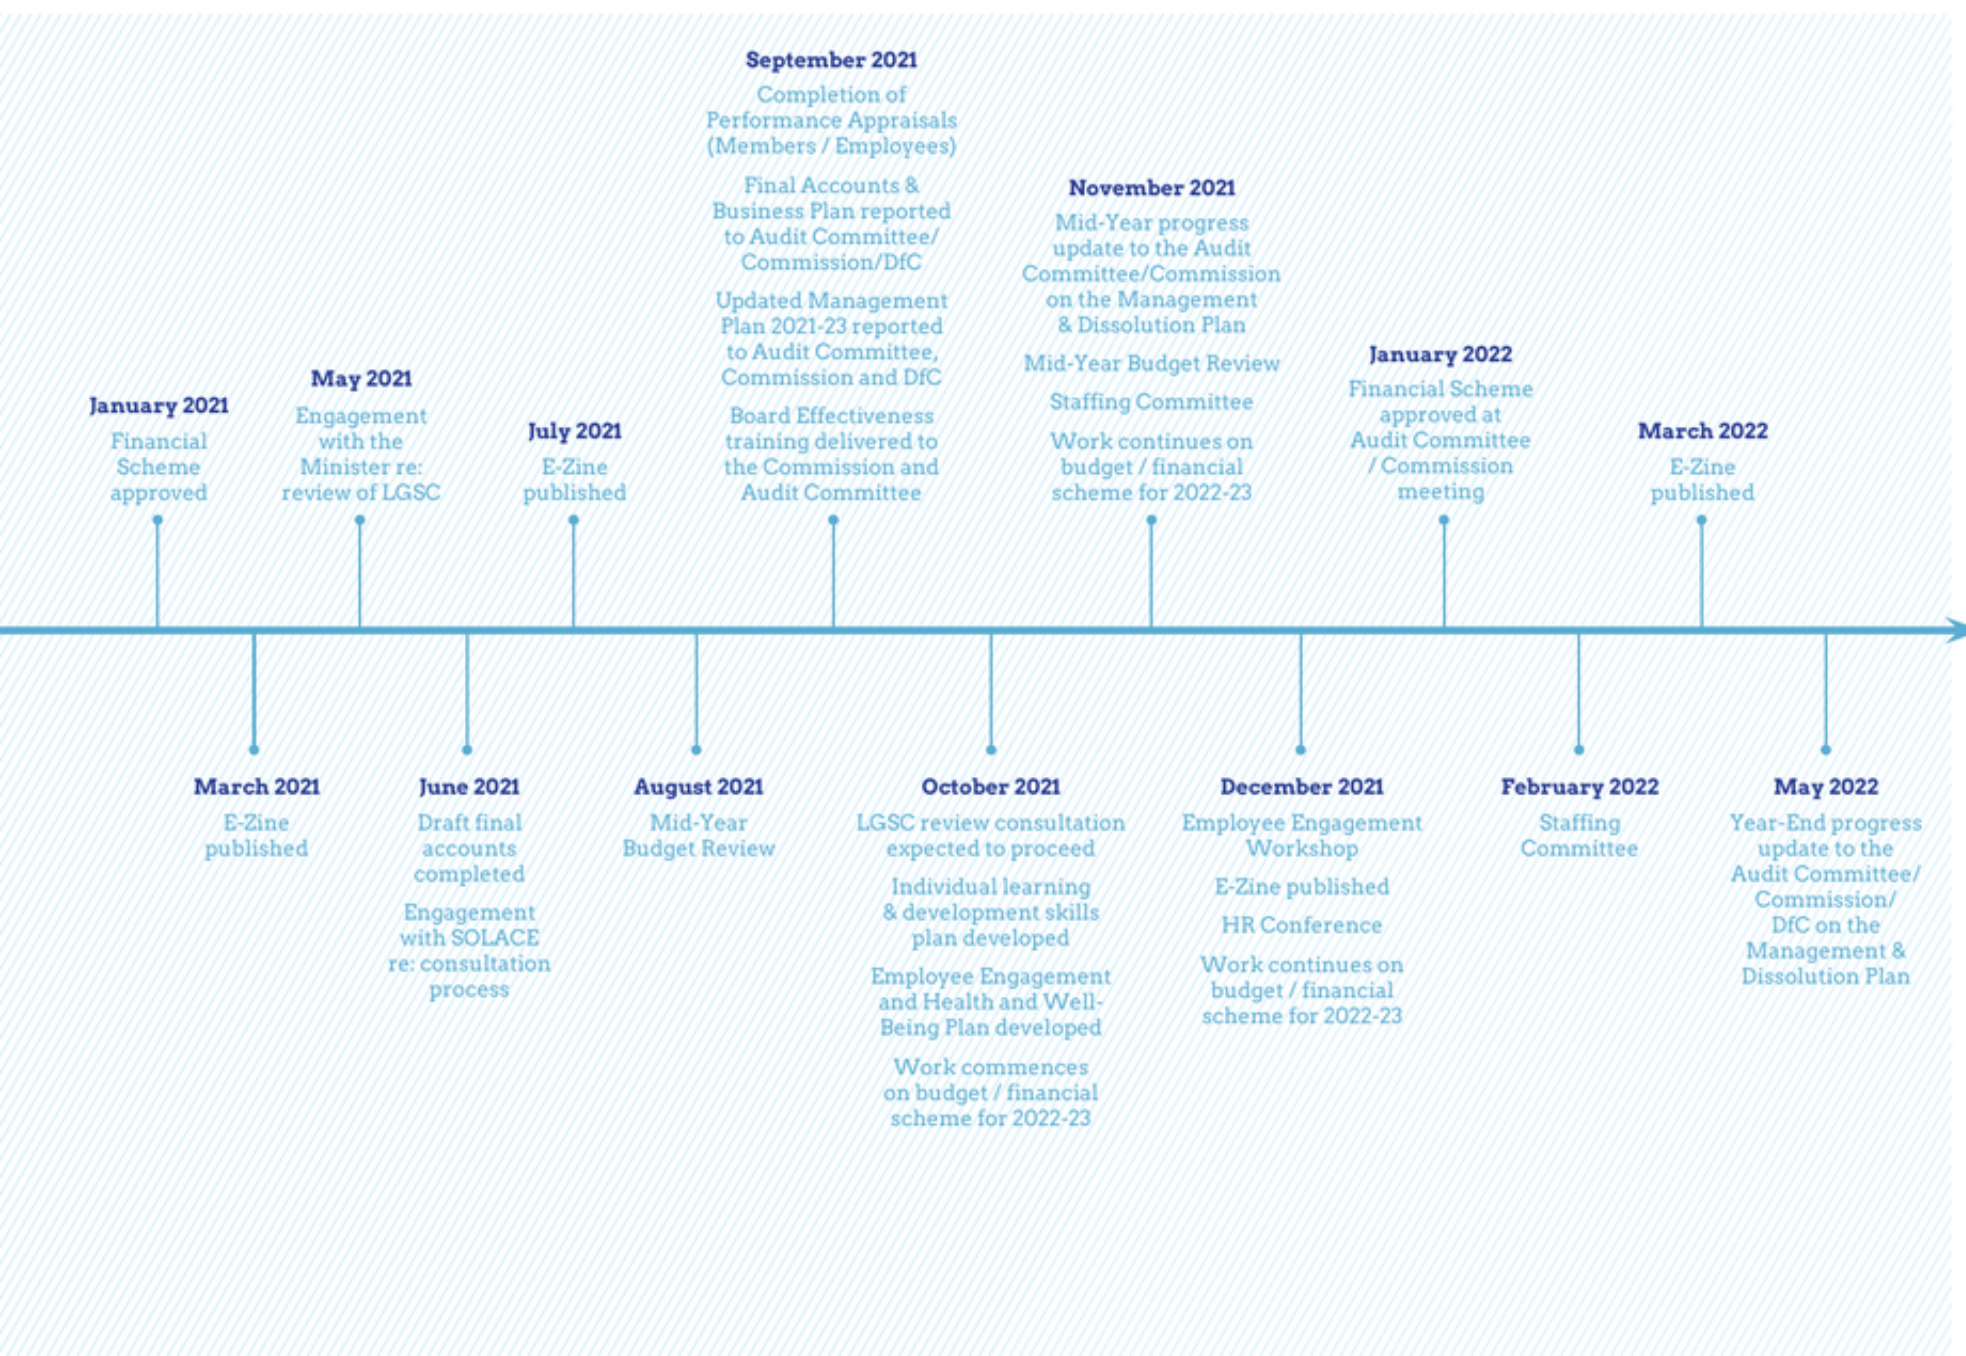 September 2021
Completion of
Performance Appraisals
(Members / Employees)
Final Accounts &
Business Plan reported
to Audit Committee/
Commission/DfC
Updated Management
Plan 2021-23 reported
to Audit Committee,
Commission and DfC
Board Effectiveness
training delivered to
the Commission and
Audit Committee
November 2021
Mid-Year progress
update to the Audit
Committee/Commission
on the Management
& Dissolution Plan
Mid-Year Budget Review
Staffing Committee
Work continues on
budget / financial
scheme for 2022-23
January 2022
Financial Scheme
approved at
Audit Committee
/ Commission
meeting
May 2021
Engagement
with the
Minister re:
review of LGSC
January 2021
Financial
Scheme
approved
July 2021
E-Zine
published
March 2022
E-Zine
published
March 2021
E-Zine
published
June 2021
Draft final
accounts
completed
Engagement
with SOLACE
re: consultation
process
August 2021
Mid-Year
Budget Review
October 2021
LGSC review consultation
expected to proceed
Individual learning
& development skills
plan developed
Employee Engagement
and Health and Well-
Being Plan developed
Work commences
on budget / financial
scheme for 2022-23
December 2021
Employee Engagement
Workshop
E-Zine published
HR Conference
Work continues on
budget / financial
scheme for 2022-23
February 2022
Staffing
Committee
May 2022
Year-End progress
update to the
Audit Committee/
Commission/
DfC on the
Management &
Dissolution Plan